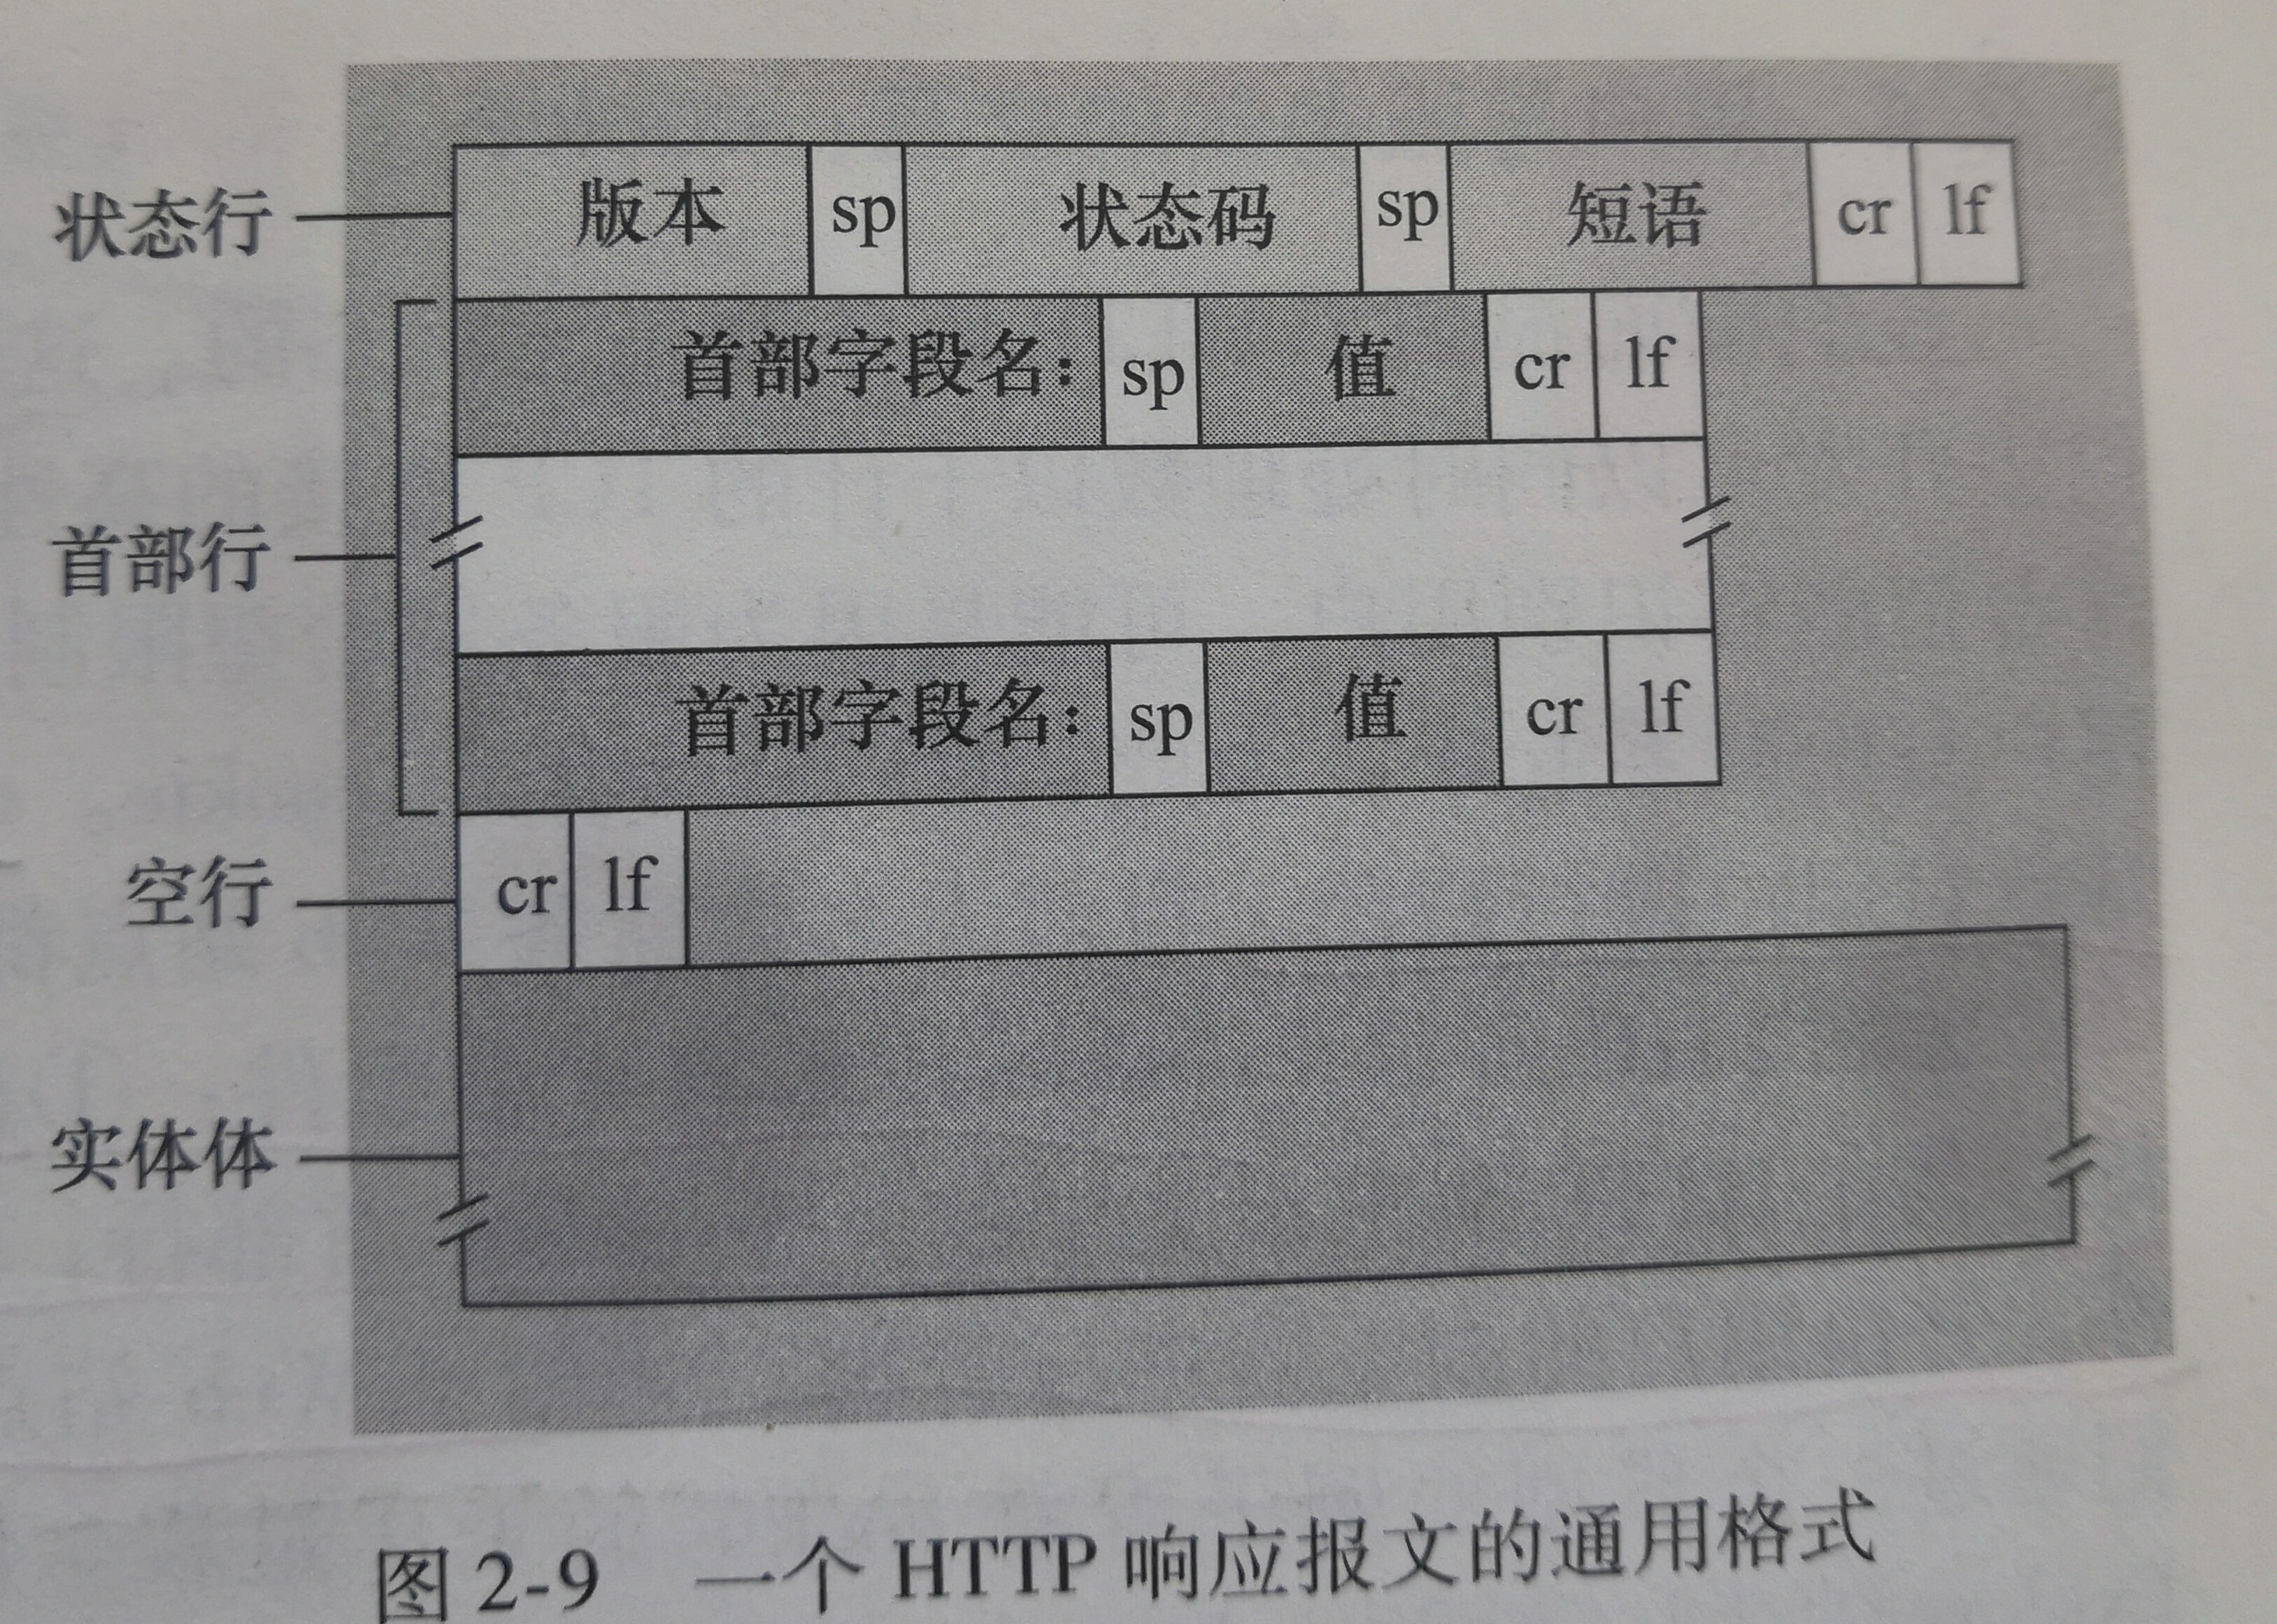 状态行 版本 sp 状态码 sp 短语 cr lf
首部字段名： sp 值 cr lf
首部行
首部字段名： sp 值 cr lf
空行 cr lf
实体体
图 2-9 一个 HTTP 响应报文的通用格式